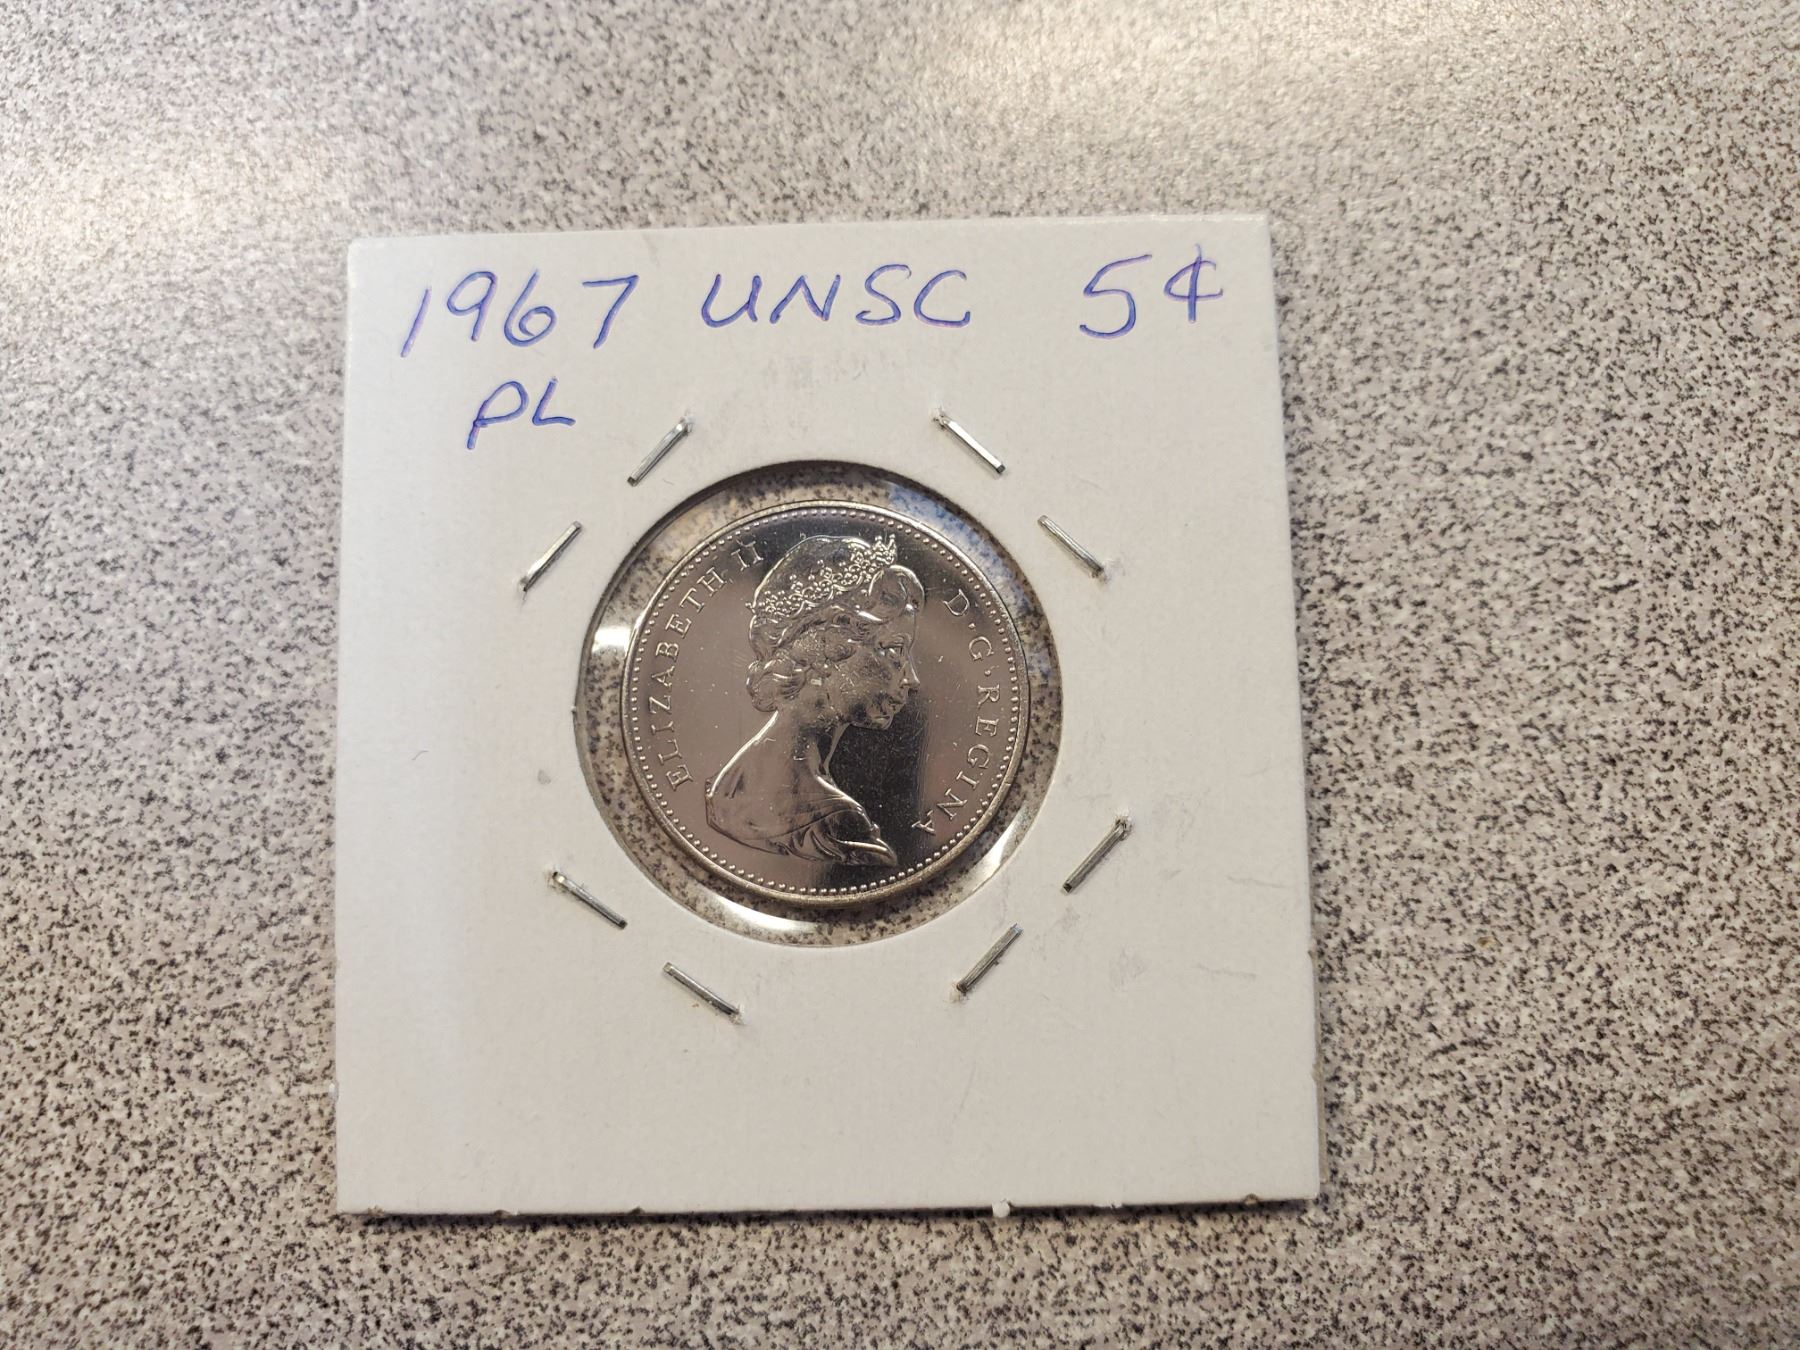 1967 UNSC 5¢
PL
ELIZABETH II D·G·REGINA